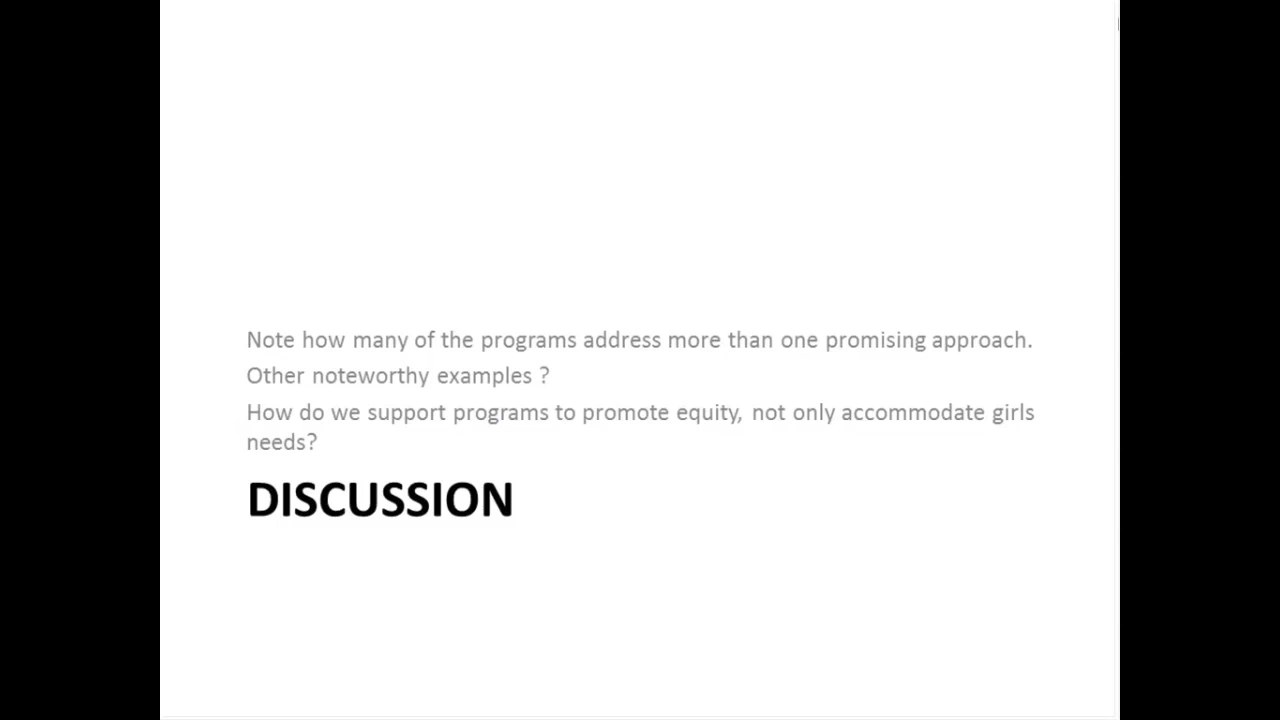 Note how many of the programs address more than one promising approach.
Other noteworthy examples ?
How do we support programs to promote equity, not only accommodate girls
needs?
DISCUSSION